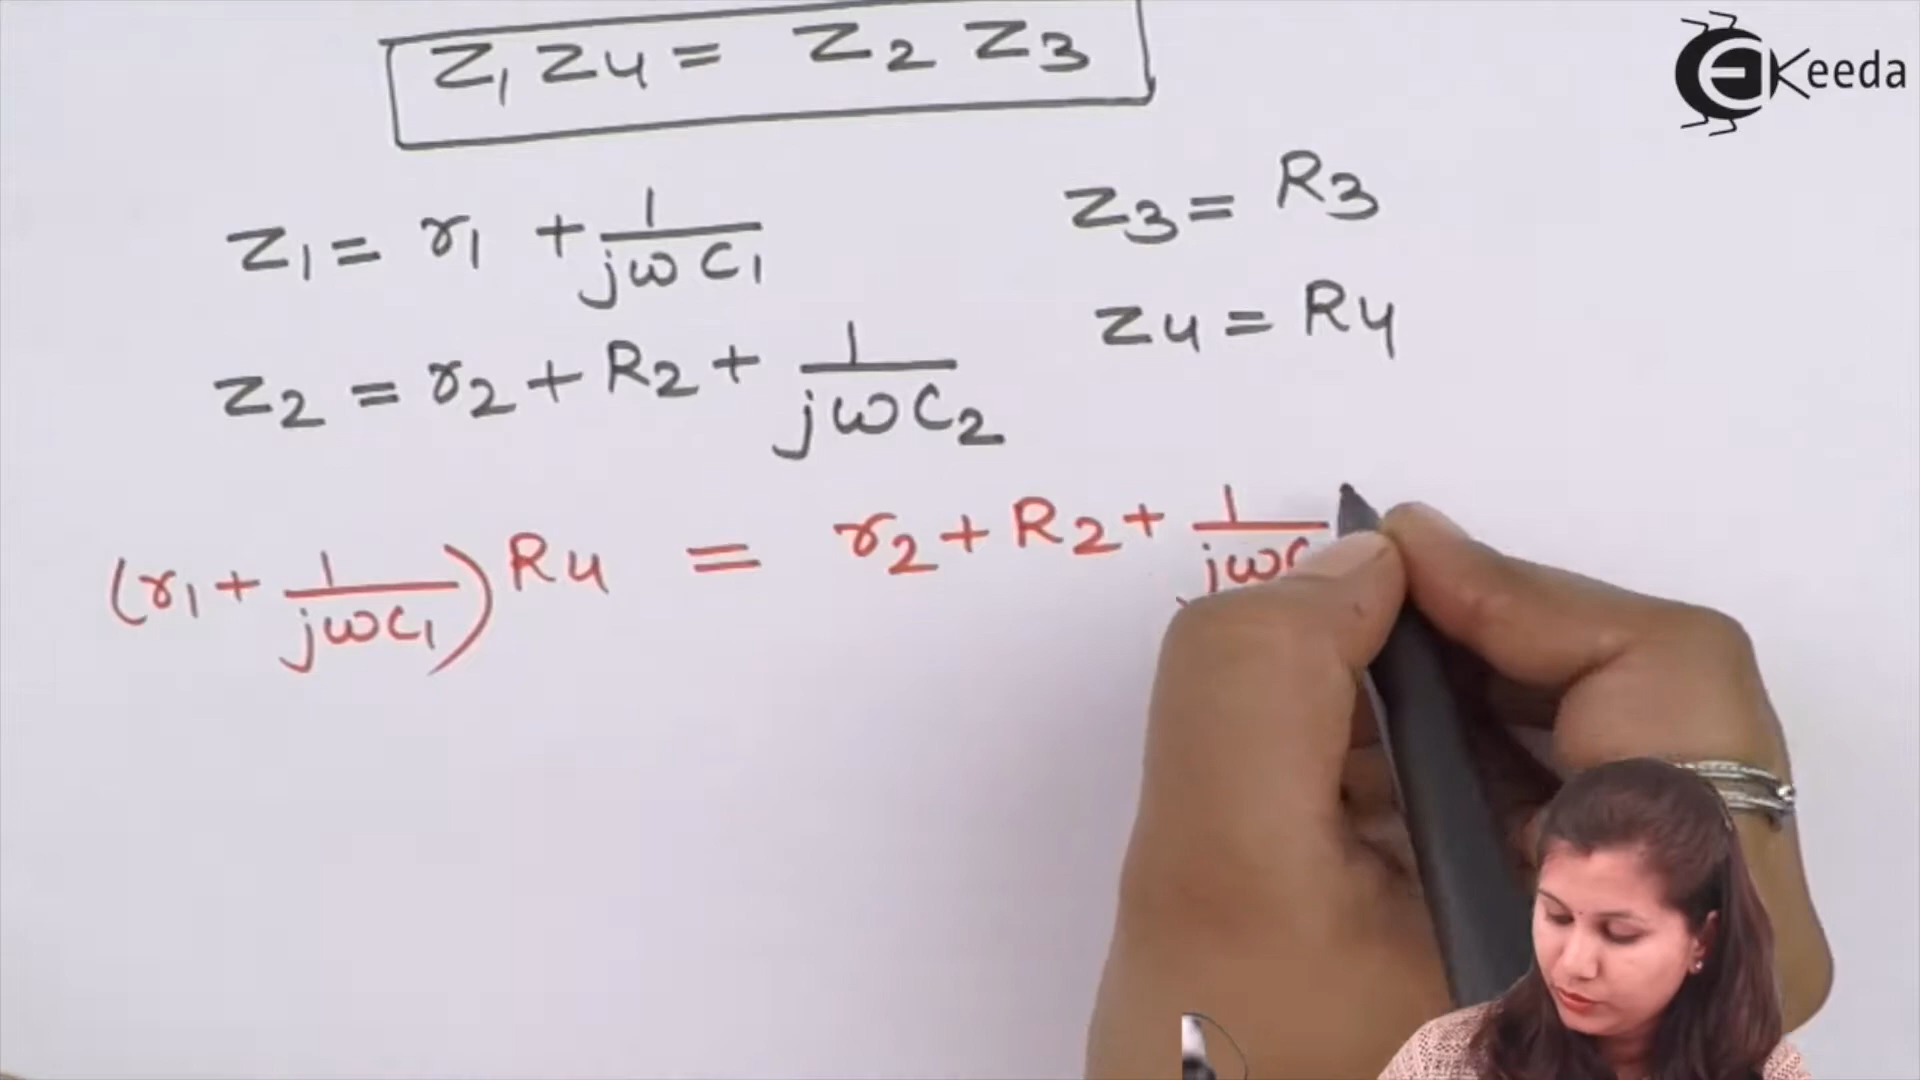 Z1 Z4 = Z2 Z3
Keeda
Z1 = r1 + 1/jωC1
Z3 = R3
Z2 = r2 + R2 + 1/jωC2
Z4 = R4
(r1 + 1/jωC1) R4 = r2 + R2 + 1/jωC